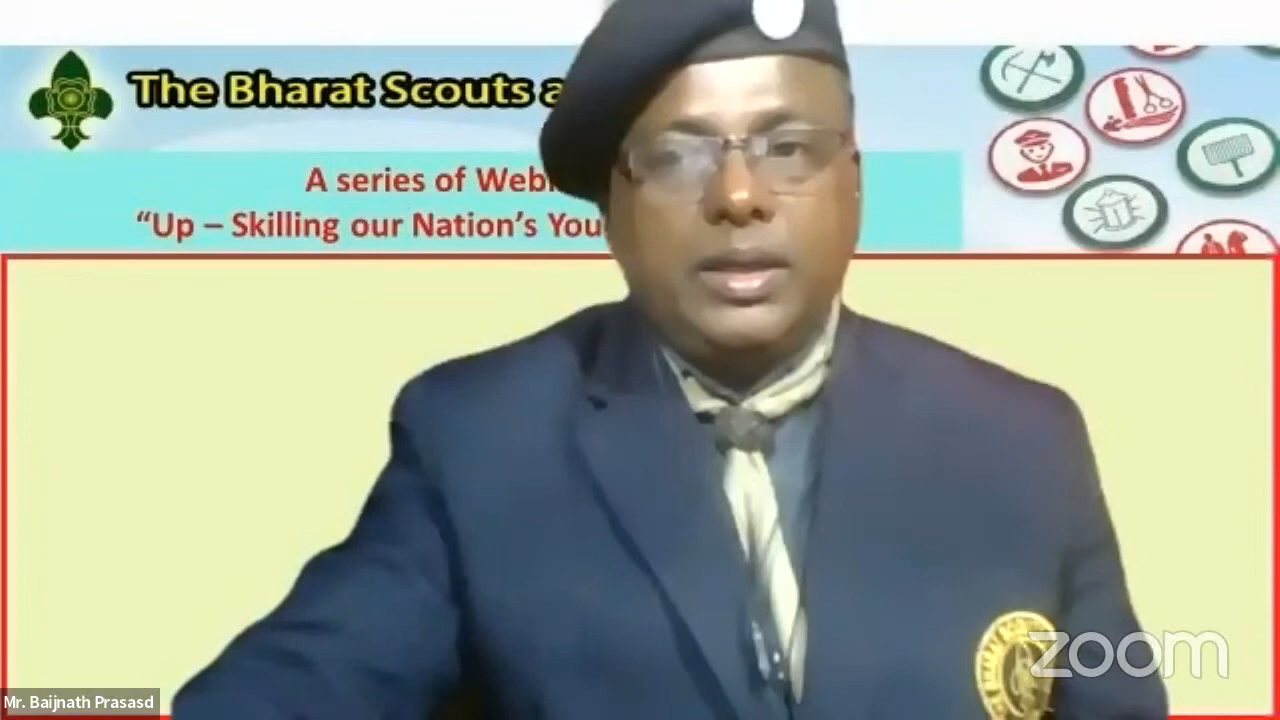 The Bharat Scouts a
A series of Webi
“Up – Skilling our Nation’s You
zoom
Mr. Baijnath Prasasd